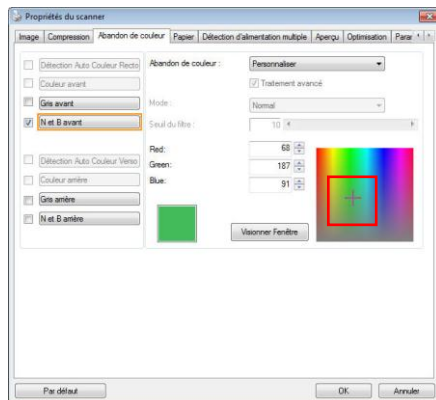 Propriétés du scanner
Image Compression Abandon de couleur Papier Détection d'alimentation multiple Aperçu Optimisation Parar
Détection Auto Couleur Recto
Couleur avant
Gris avant
N et B avant
Détection Auto Couleur Verso
Couleur arrière
Gris arrière
N et B arrière
Abandon de couleur : Personnaliser
Traitement avancé
Mode : Normal
Seuil du filtre : 10
Red: 68
Green: 187
Blue: 91
Visionner Fenêtre
Par défaut OK Annuler